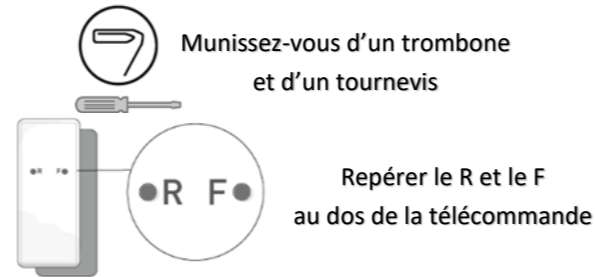 Munissez-vous d'un trombone
et d'un tournevis
R F
R F
Repérer le R et le F
au dos de la télécommande